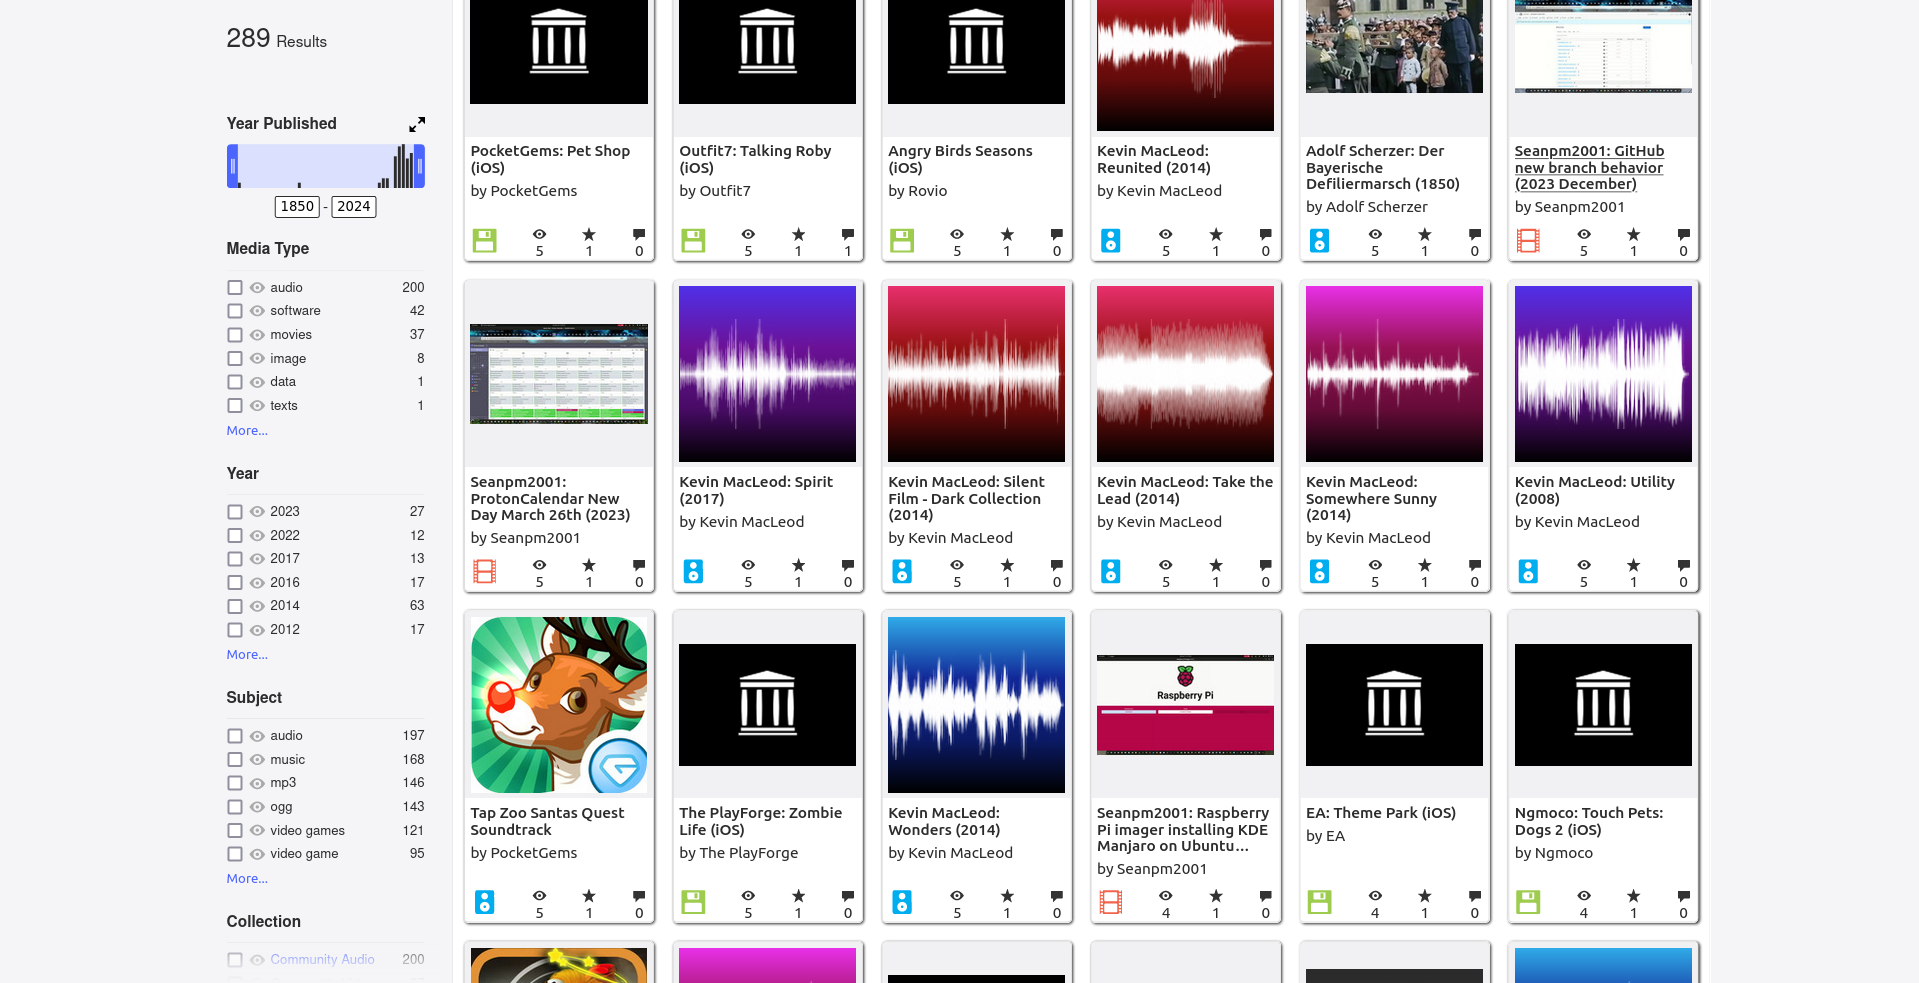 289 Results
Year Published
1850 - 2024
Media Type
audio 200
software 42
movies 37
image 8
data 1
texts 1
More...
Year
2023 27
2022 12
2017 13
2016 17
2014 63
2012 17
More...
Subject
audio 197
music 168
mp3 146
ogg 143
video games 121
video game 95
More...
Collection
Community Audio 200
PocketGems: Pet Shop
(iOS)
by PocketGems
5 1 0
Outfit7: Talking Roby
(iOS)
by Outfit7
5 1 1
Angry Birds Seasons
(iOS)
by Rovio
5 1 0
Kevin MacLeod:
Reunited (2014)
by Kevin MacLeod
5 1 0
Adolf Scherzer: Der
Bayerische
Defiliermarsch (1850)
by Adolf Scherzer
5 1 0
Seanpm2001: GitHub
new branch behavior
(2023 December)
by Seanpm2001
5 1 0
Seanpm2001:
ProtonCalendar New
Day March 26th (2023)
by Seanpm2001
5 1 0
Kevin MacLeod: Spirit
(2017)
by Kevin MacLeod
5 1 0
Kevin MacLeod: Silent
Film - Dark Collection
(2014)
by Kevin MacLeod
5 1 0
Kevin MacLeod: Take the
Lead (2014)
by Kevin MacLeod
5 1 0
Kevin MacLeod:
Somewhere Sunny
(2014)
by Kevin MacLeod
5 1 0
Kevin MacLeod: Utility
(2008)
by Kevin MacLeod
5 1 0
Tap Zoo Santas Quest
Soundtrack
by PocketGems
5 1 0
The PlayForge: Zombie
Life (iOS)
by The PlayForge
5 1 0
Kevin MacLeod:
Wonders (2014)
by Kevin MacLeod
5 1 0
Raspberry Pi
Seanpm2001: Raspberry
Pi imager installing KDE
Manjaro on Ubuntu...
by Seanpm2001
4 1 0
EA: Theme Park (iOS)
by EA
4 1 0
Ngmoco: Touch Pets:
Dogs 2 (iOS)
by Ngmoco
4 1 0